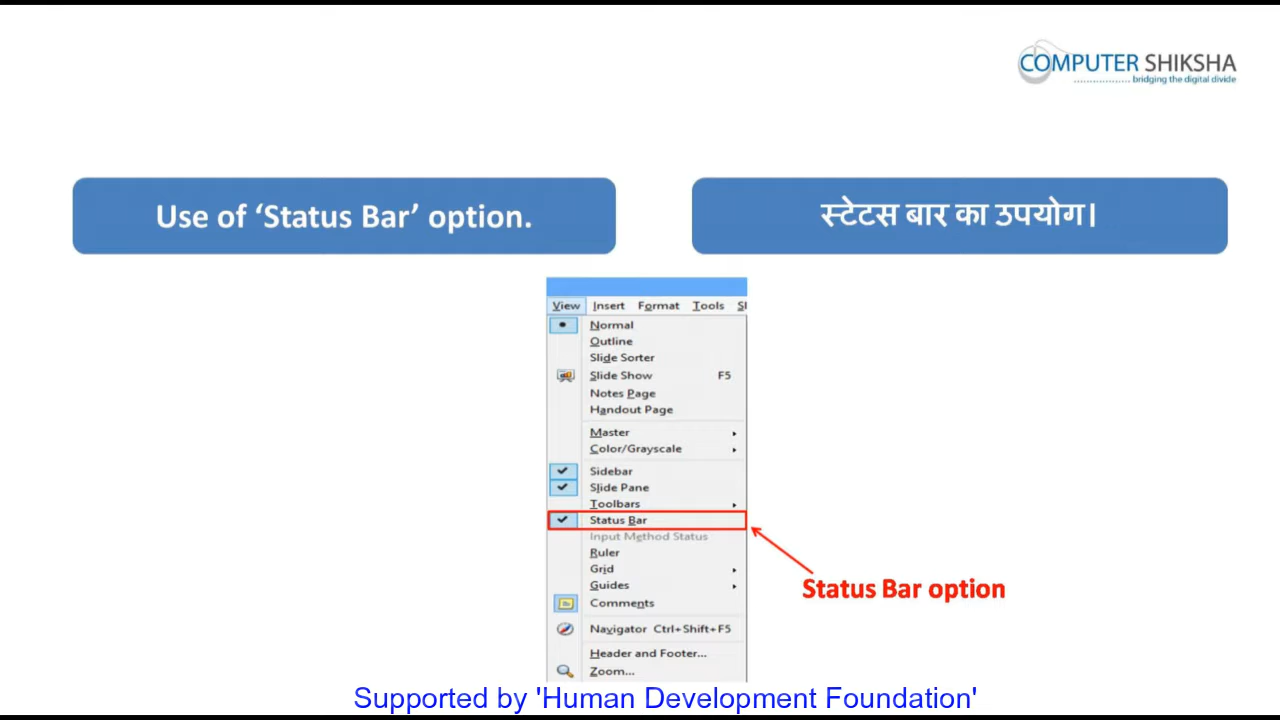 COMPUTER SHIKSHA
bridging the digital divide
Use of ‘Status Bar’ option.
स्टेटस बार का उपयोग।
View Insert Format Tools Sl
Normal
Outline
Slide Sorter
Slide Show F5
Notes Page
Handout Page
Master
Color/Grayscale
Sidebar
Slide Pane
Toolbars
Status Bar
Input Method Status
Ruler
Grid
Guides
Comments
Navigator Ctrl+Shift+F5
Header and Footer...
Zoom...
Status Bar option
Supported by 'Human Development Foundation'